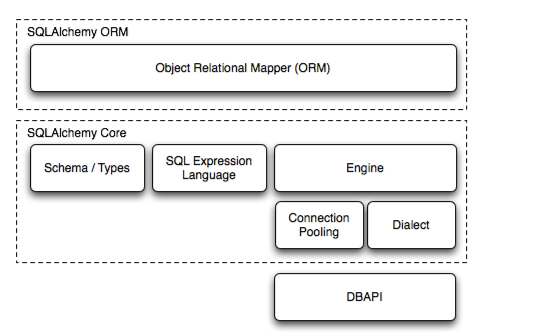 SQLAlchemy ORM
Object Relational Mapper (ORM)
SQLAlchemy Core
Schema / Types
SQL Expression
Language
Engine
Connection
Pooling
Dialect
DBAPI